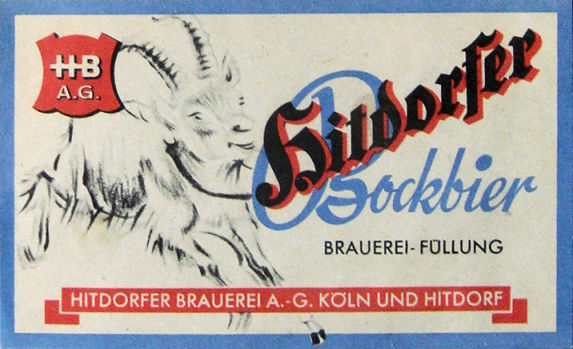 HB
A.G.
Hitdorfer
Bockbier
BRAUEREI-FÜLLUNG
HITDORFER BRAUEREI A.-G. KÖLN UND HITDORF